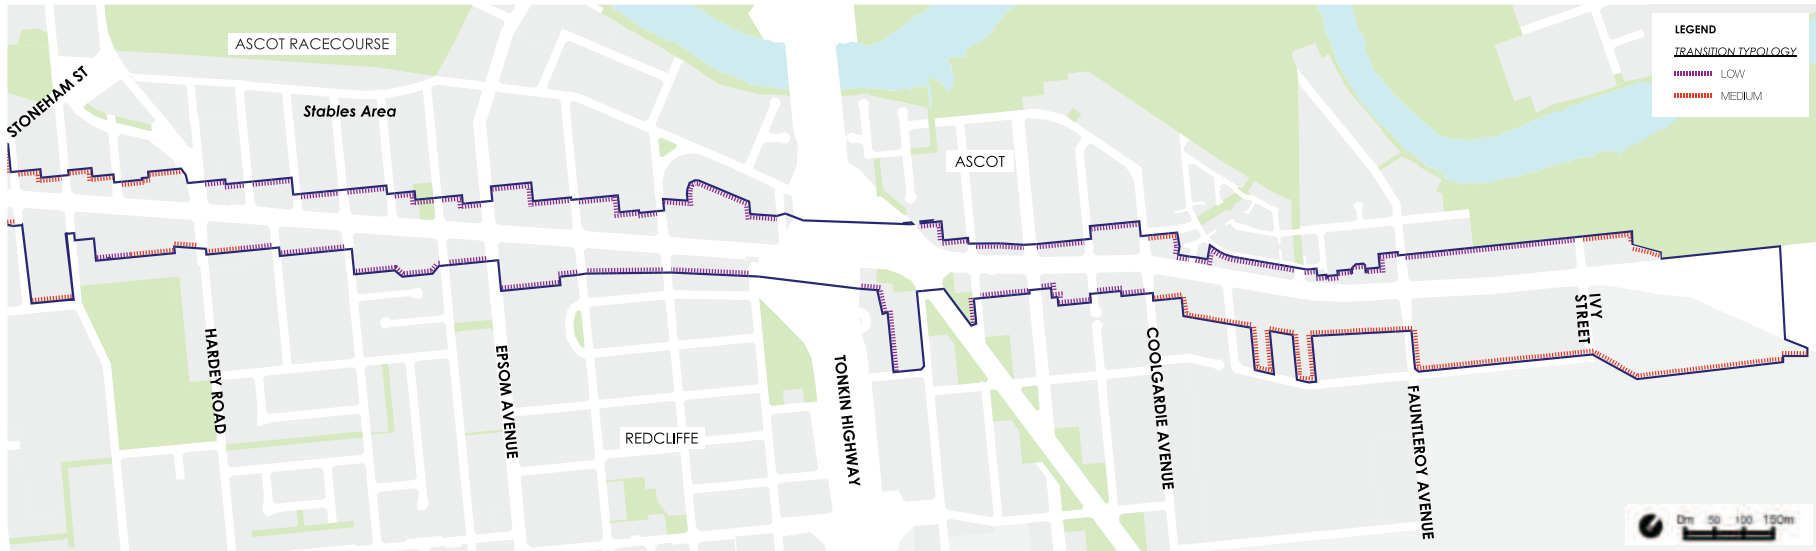 LEGEND
TRANSITION TYPOLOGY
LOW
MEDIUM
ASCOT RACECOURSE
STONEHAM ST
Stables Area
ASCOT
HARDEY ROAD
EPSOM AVENUE
REDCLIFFE
TONKIN HIGHWAY
COOLGARDIE AVENUE
FAUNTLEROY AVENUE
IVY
STREET
0m 50 100 150m